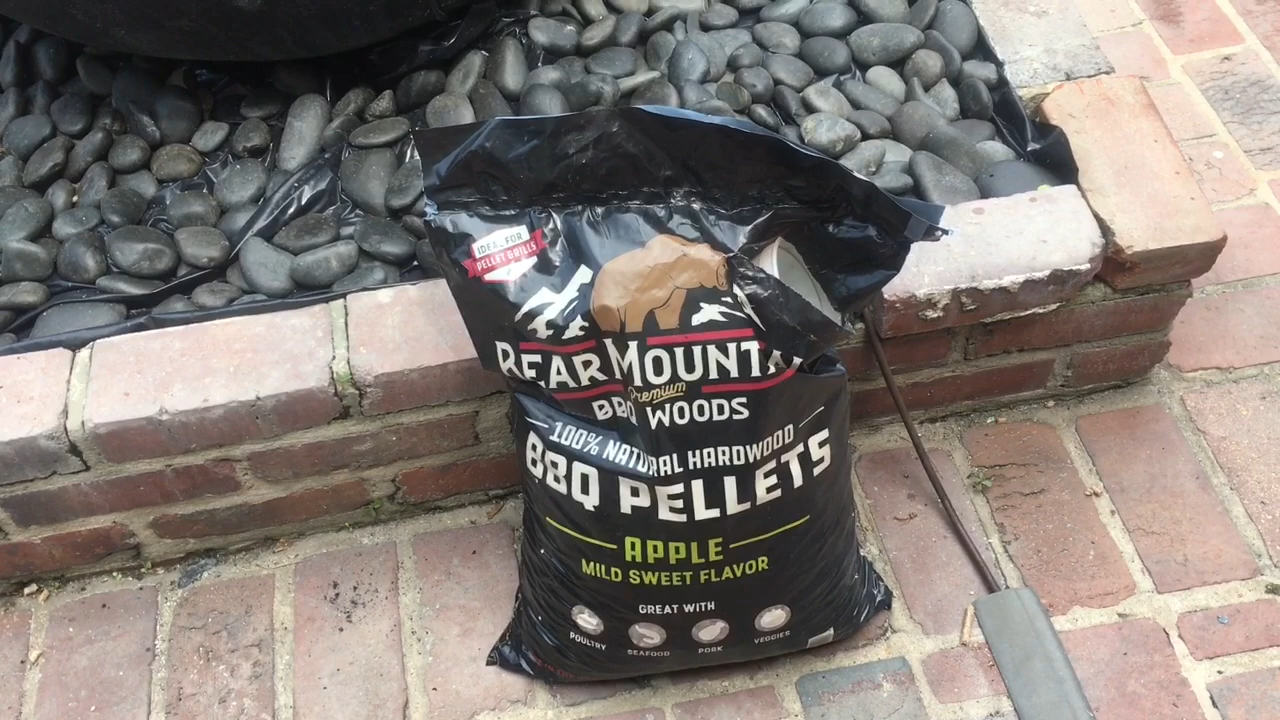 IDEAL FOR
PELLET GRILLS
BEAR MOUNTAI
Premium
BBQ WOODS
100% NATURAL HARDWOOD
BBQ PELLETS
APPLE
MILD SWEET FLAVOR
GREAT WITH
POULTRY SEAFOOD PORK VEGGIES